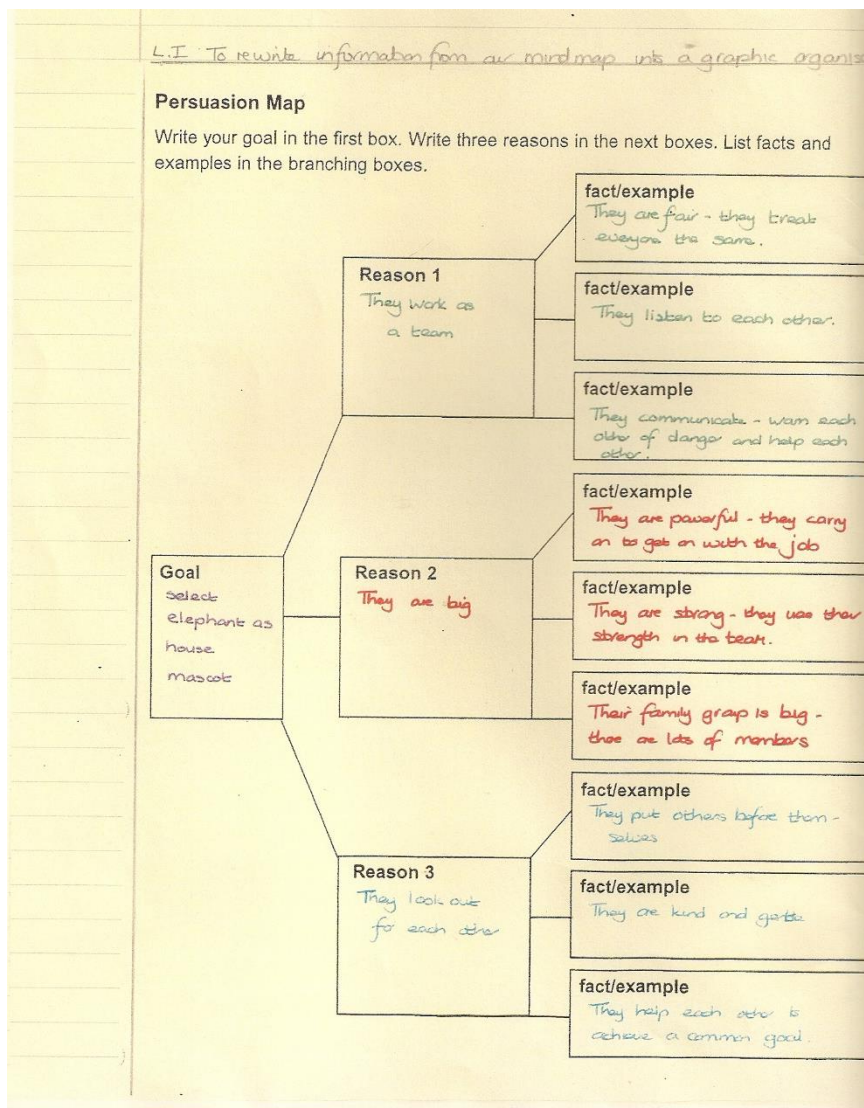 L.I To rewrite information from our mind map into a graphic organis
Persuasion Map
Write your goal in the first box. Write three reasons in the next boxes. List facts and
examples in the branching boxes.
fact/example
They are fair - they treat
everyone the same.
Reason 1
They work as
a team
fact/example
They listen to each other.
fact/example
They communicate - warn each
other of danger and help each
other.
Goal
select
elephant as
house
mascot
Reason 2
They are big
fact/example
They are powerful - they carry
on to get on with the job
fact/example
They are strong - they use their
strength in the team.
fact/example
Their family group is big -
there are lots of members
Reason 3
They look out
for each other
fact/example
They put others before them-
selves
fact/example
They are kind and gentle
fact/example
They help each other to
achieve a common goal.